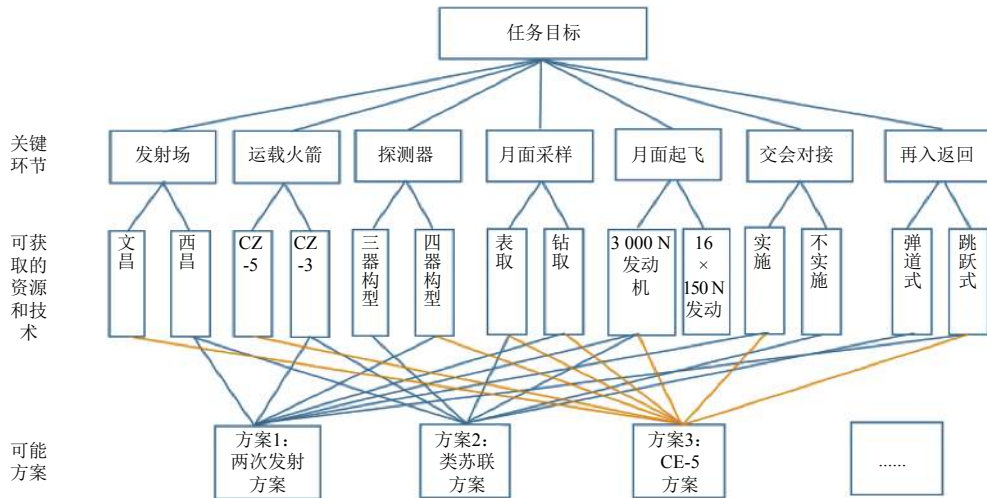 任务目标
关键
环节
发射场
运载火箭
探测器
月面采样
月面起飞
交会对接
再入返回
可获
取的
资源
和技
术
文昌
西昌
CZ
-5
CZ
-3
三器构型
四器构型
表取
钻取
3 000 N
发动
机
16
×
150 N
发动
实施
不实施
弹道式
跳跃式
可能
方案
方案1：
两次发射
方案
方案2：
类苏联
方案
方案3：
CE-5
方案
......